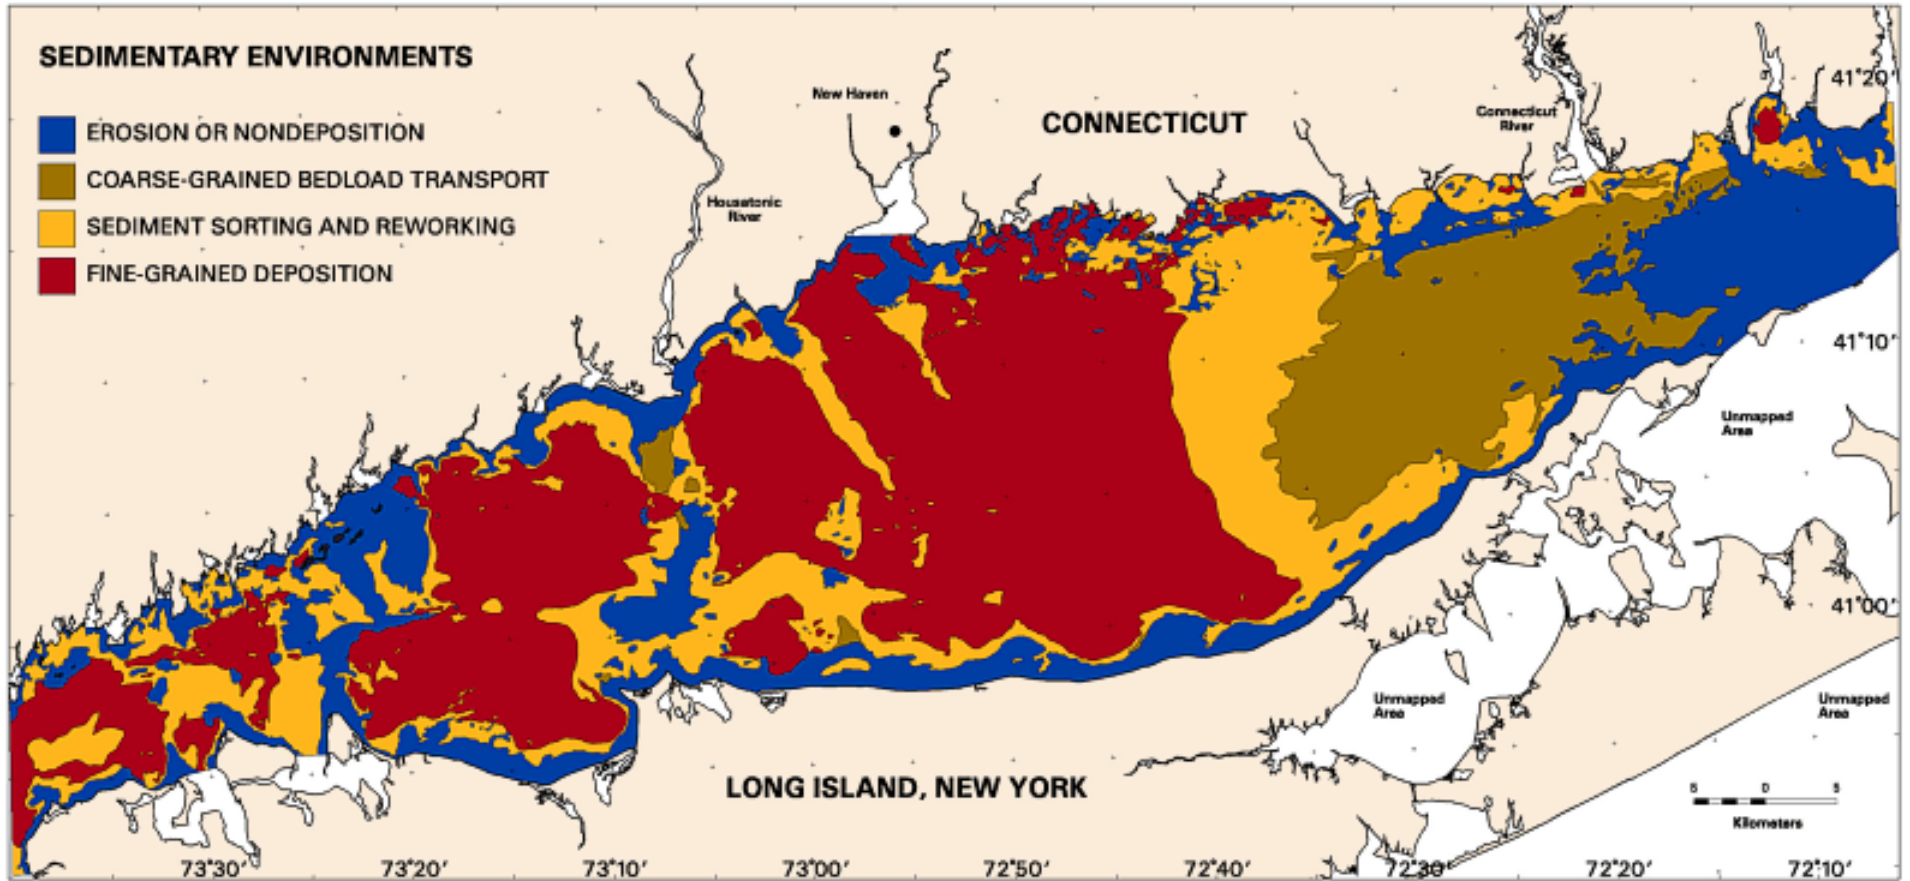 SEDIMENTARY ENVIRONMENTS
EROSION OR NONDEPOSITION
COARSE-GRAINED BEDLOAD TRANSPORT
SEDIMENT SORTING AND REWORKING
FINE-GRAINED DEPOSITION
New Haven
CONNECTICUT
Connecticut
River
41°20'
Housatonic
River
41°10'
Unmapped
Area
41°00'
Unmapped
Area
Unmapped
Area
LONG ISLAND, NEW YORK
5 0 5
Kilometers
73°30' 73°20' 73°10' 73°00' 72°50' 72°40' 72°30' 72°20' 72°10'